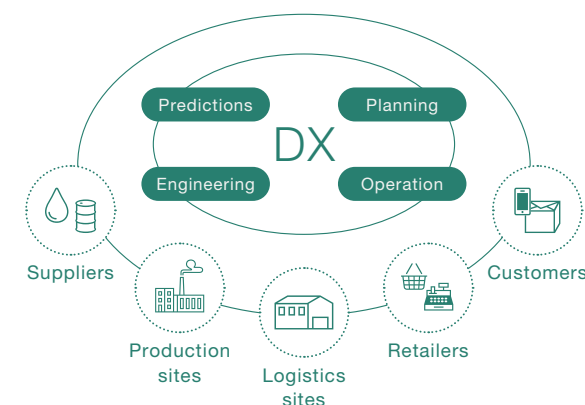 Predictions
Planning
DX
Engineering
Operation
Suppliers
Customers
Production
sites
Logistics
sites
Retailers